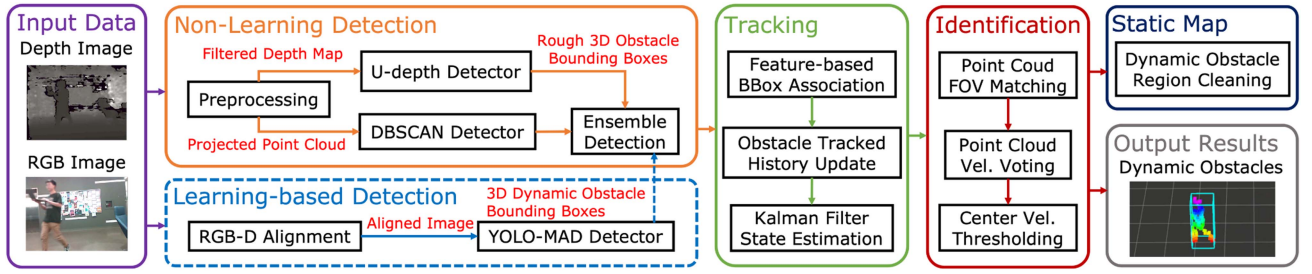 Input Data
Depth Image
RGB Image
Non-Learning Detection
Filtered Depth Map
Rough 3D Obstacle
Bounding Boxes
U-depth Detector
Preprocessing
DBSCAN Detector
Projected Point Cloud
Ensemble
Detection
Learning-based Detection
3D Dynamic Obstacle
Bounding Boxes
Aligned Image
RGB-D Alignment
YOLO-MAD Detector
Tracking
Feature-based
BBox Association
Obstacle Tracked
History Update
Kalman Filter
State Estimation
Identification
Point Coud
FOV Matching
Point Cloud
Vel. Voting
Center Vel.
Thresholding
Static Map
Dynamic Obstacle
Region Cleaning
Output Results
Dynamic Obstacles